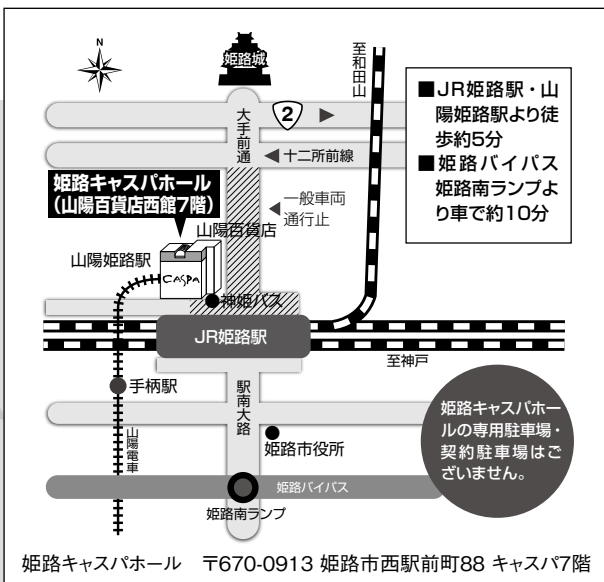 N
姫路城
至和田山
2
大手前通
十二所前線
■JR姫路駅・山
陽姫路駅より徒
歩約5分
■姫路バイパス
姫路南ランプよ
り車で約10分
姫路キャスパホール
(山陽百貨店西館7階)
一般車両
通行止
山陽百貨店
山陽姫路駅
CASPA
神姫バス
JR姫路駅
至神戸
手柄駅
駅南大路
山陽電車
姫路市役所
姫路キャスパホー
ルの専用駐車場・
契約駐車場はご
ざいません。
姫路バイパス
姫路南ランプ
姫路キャスパホール 〒670-0913 姫路市西駅前町88 キャスパ7階